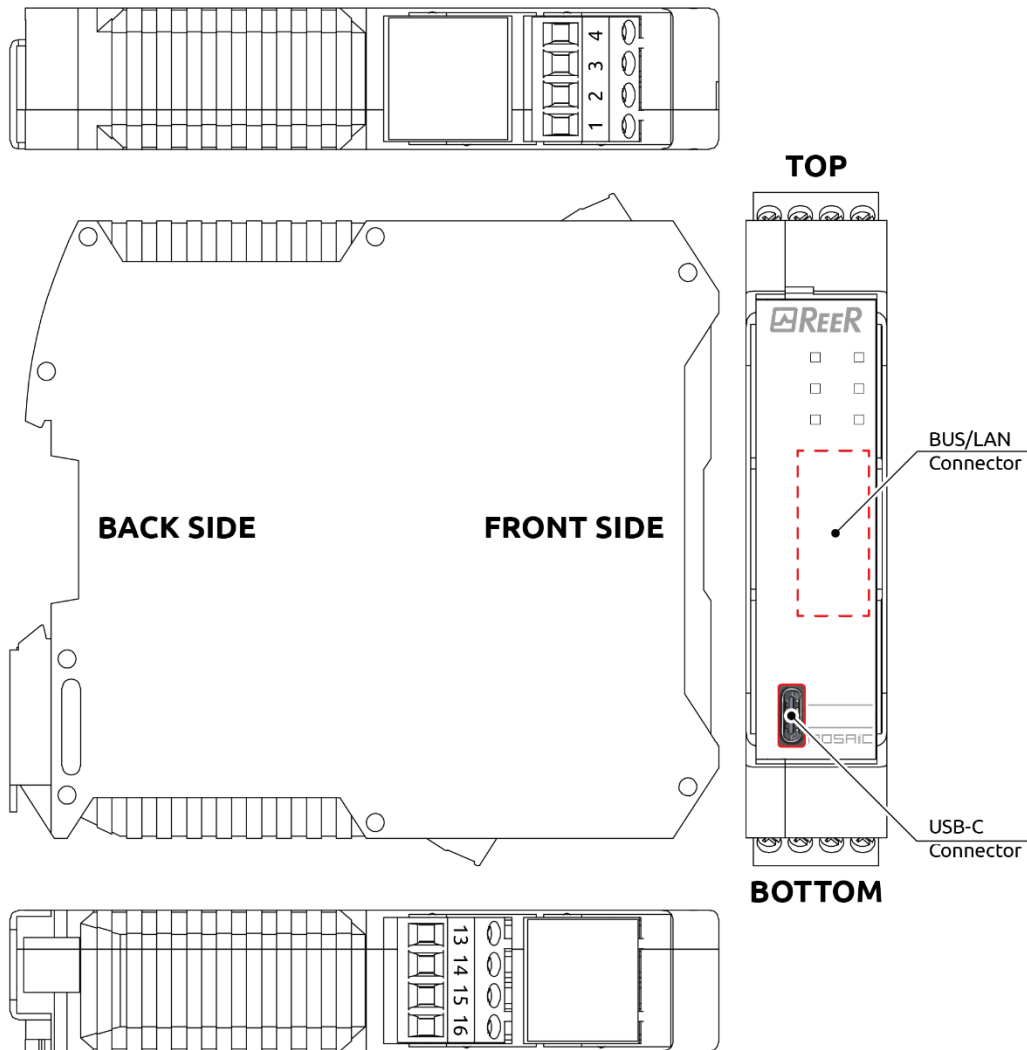 4
3
2
1
TOP
REER
BUS/LAN
Connector
BACK SIDE
FRONT SIDE
MOSAIC
USB-C
Connector
BOTTOM
13
14
15
16